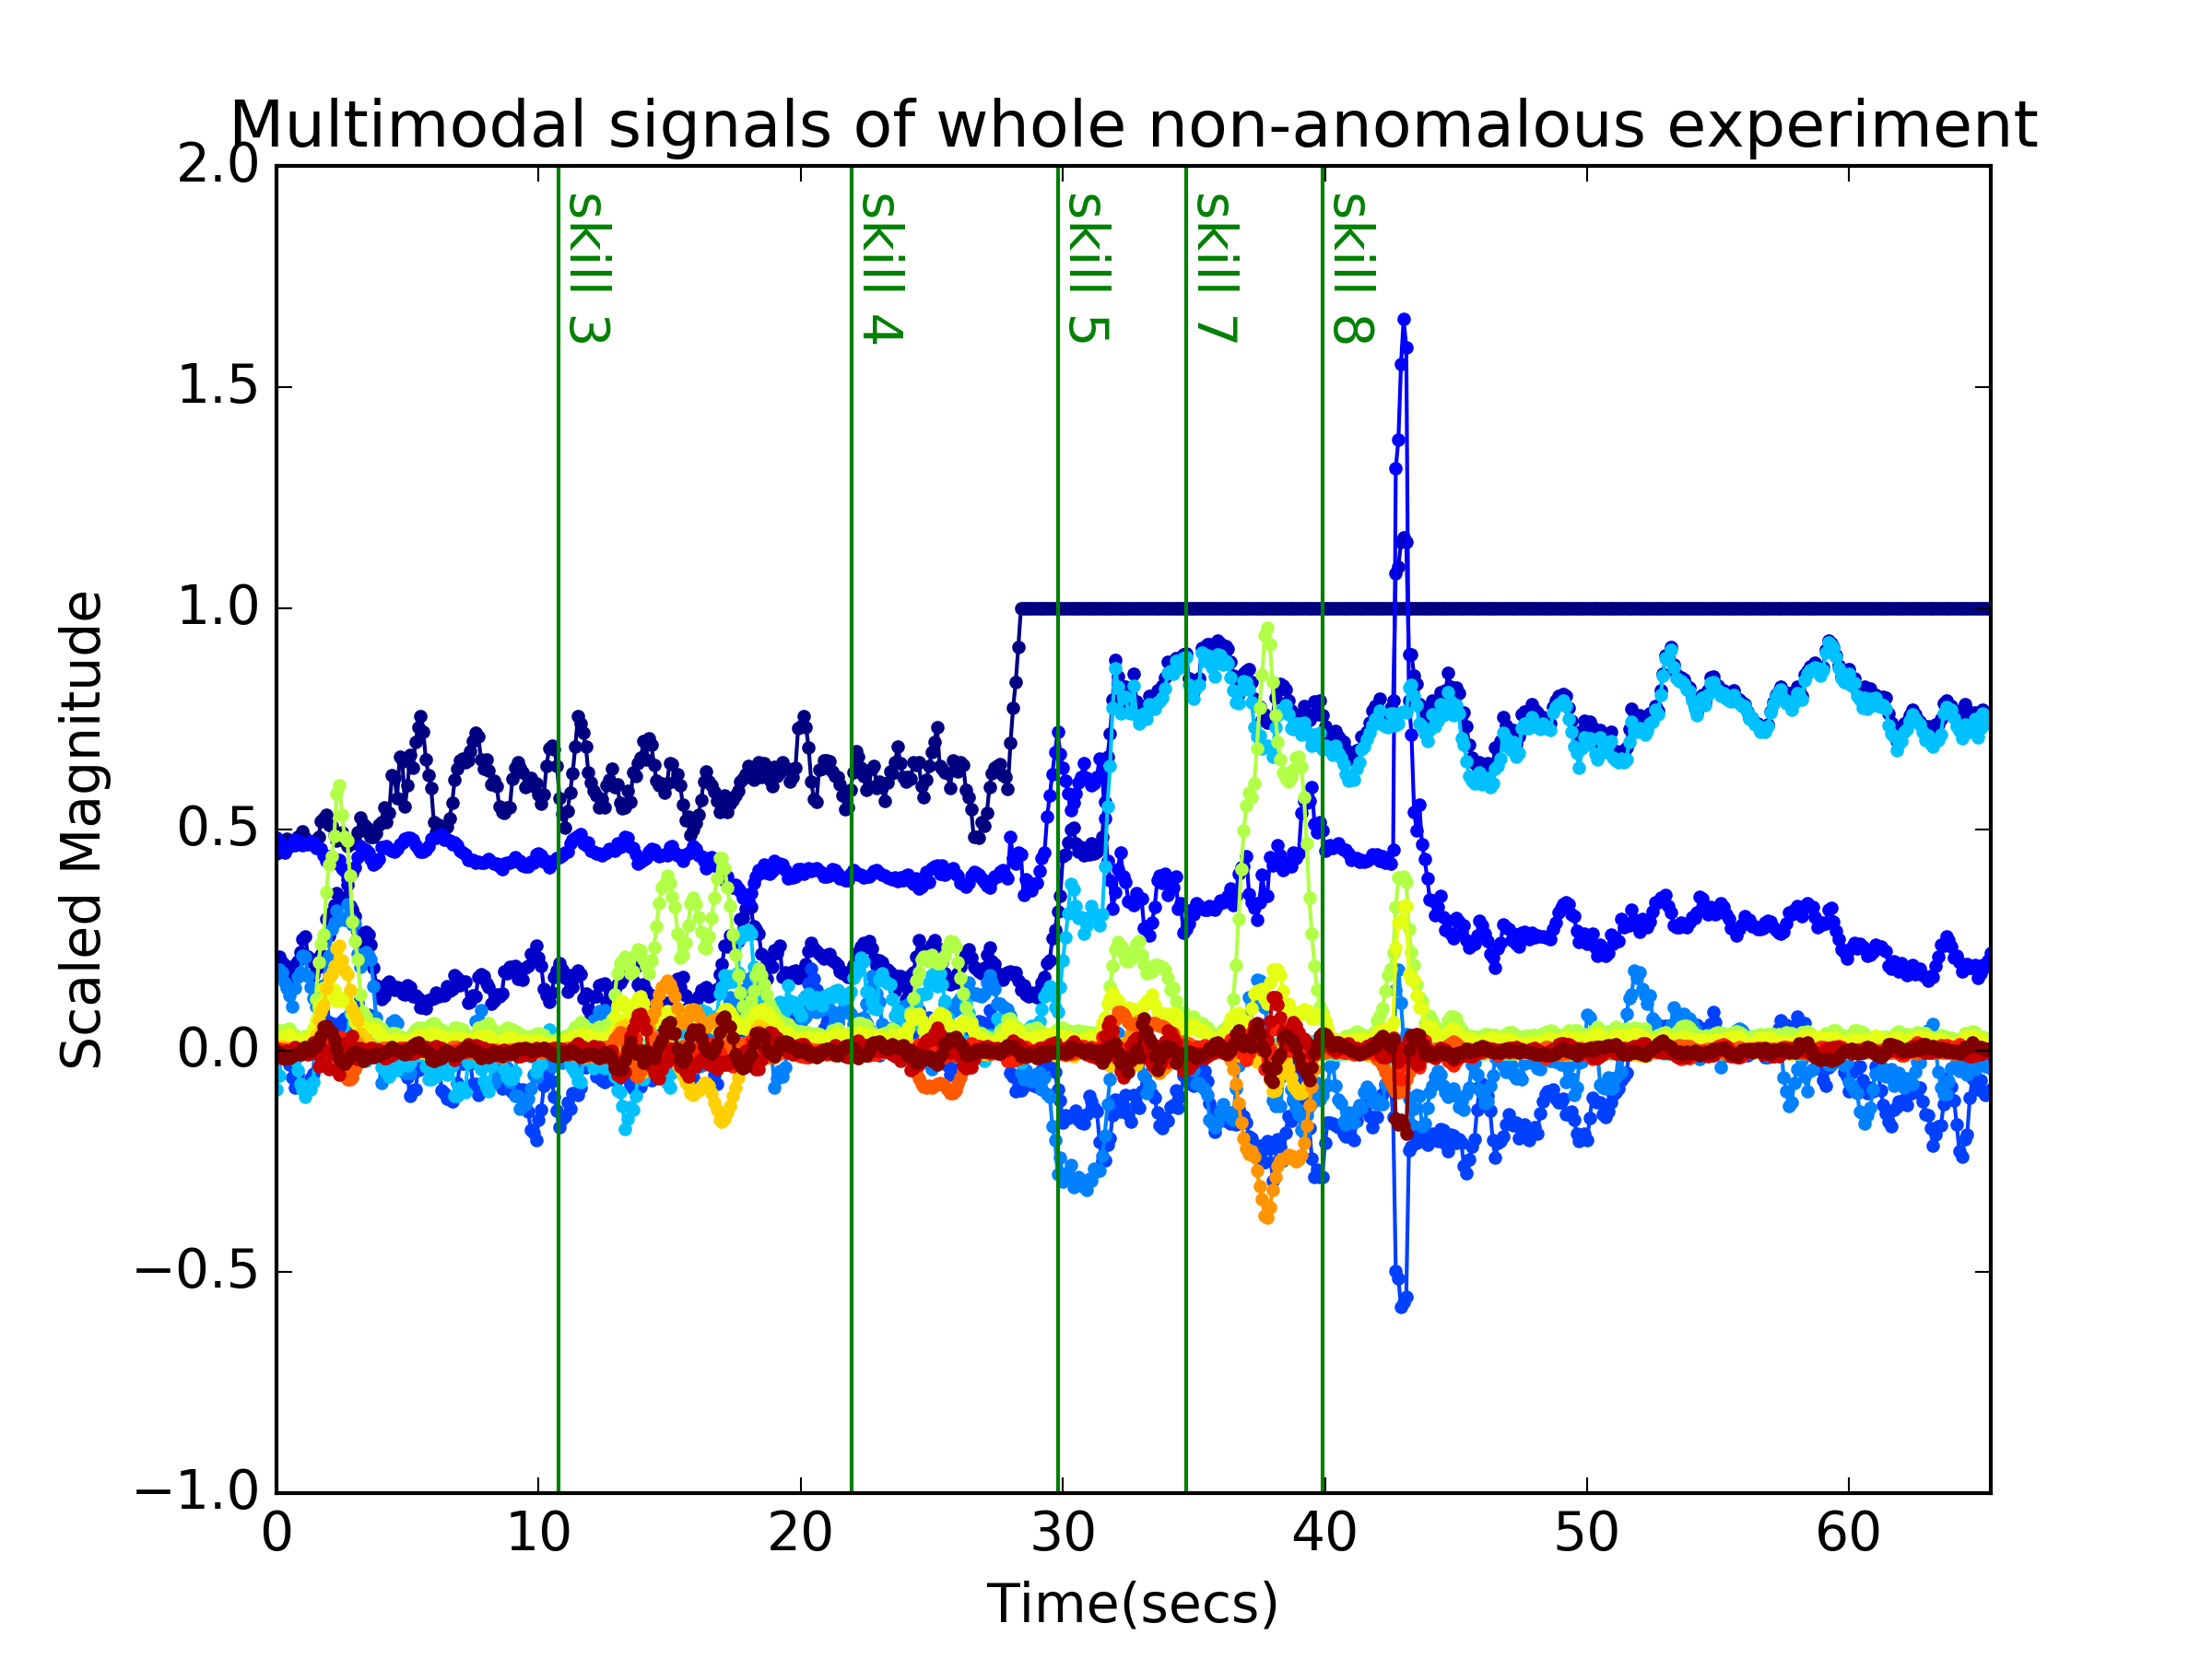 Multimodal signals of whole non-anomalous experiment
2.0
1.5
1.0
0.5
0.0
−0.5
−1.0
Scaled Magnitude
skill 3
skill 4
skill 5
skill 7
skill 8
0 10 20 30 40 50 60
Time(secs)